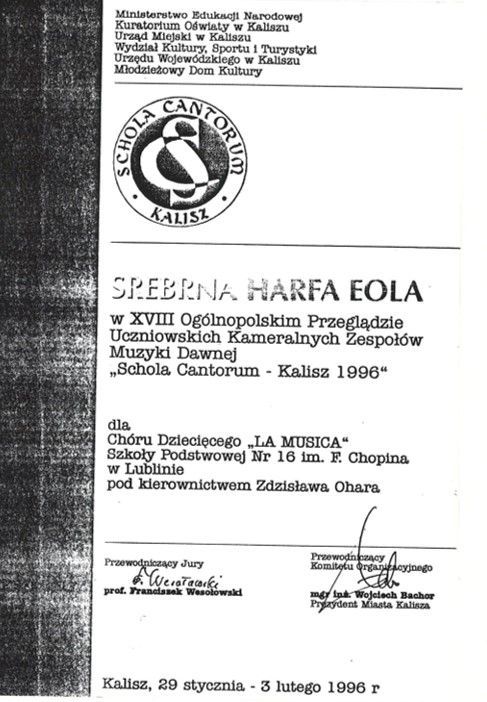 Ministerstwo Edukacji Narodowej
Kuratorium Oświaty w Kaliszu
Urząd Miejski w Kaliszu
Wydział Kultury, Sportu i Turystyki
Urzędu Wojewódzkiego w Kaliszu
Młodzieżowy Dom Kultury
SCHOLA CANTORUM
KALISZ
SREBRNA HARFA EOLA
w XVIII Ogólnopolskim Przeglądzie
Uczniowskich Kameralnych Zespołów
Muzyki Dawnej
„Schola Cantorum - Kalisz 1996“
dla
Chóru Dziecięcego „LA MUSICA“
Szkoły Podstwowej Nr 16 im. F. Chopina
w Lublinie
pod kierownictwem Zdzisława Ohara
Przewodniczący Jury
prof. Franciszek Wesołowski
Przewodniczący
Komitetu Organizacyjnego
mgr inż. Wojciech Bachor
Prezydent Miasta Kalisza
Kalisz, 29 stycznia - 3 lutego 1996 r